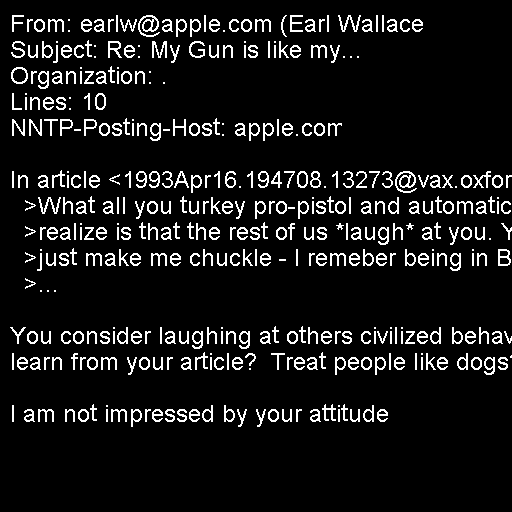 From: earlw@apple.com (Earl Wallace
Subject: Re: My Gun is like my...
Organization: .
Lines: 10
NNTP-Posting-Host: apple.com

In article <1993Apr16.194708.13273@vax.oxfor
>What all you turkey pro-pistol and automatic
>realize is that the rest of us *laugh* at you. Y
>just make me chuckle - I remeber being in B
>...

You consider laughing at others civilized behav
learn from your article?  Treat people like dogs?

I am not impressed by your attitude